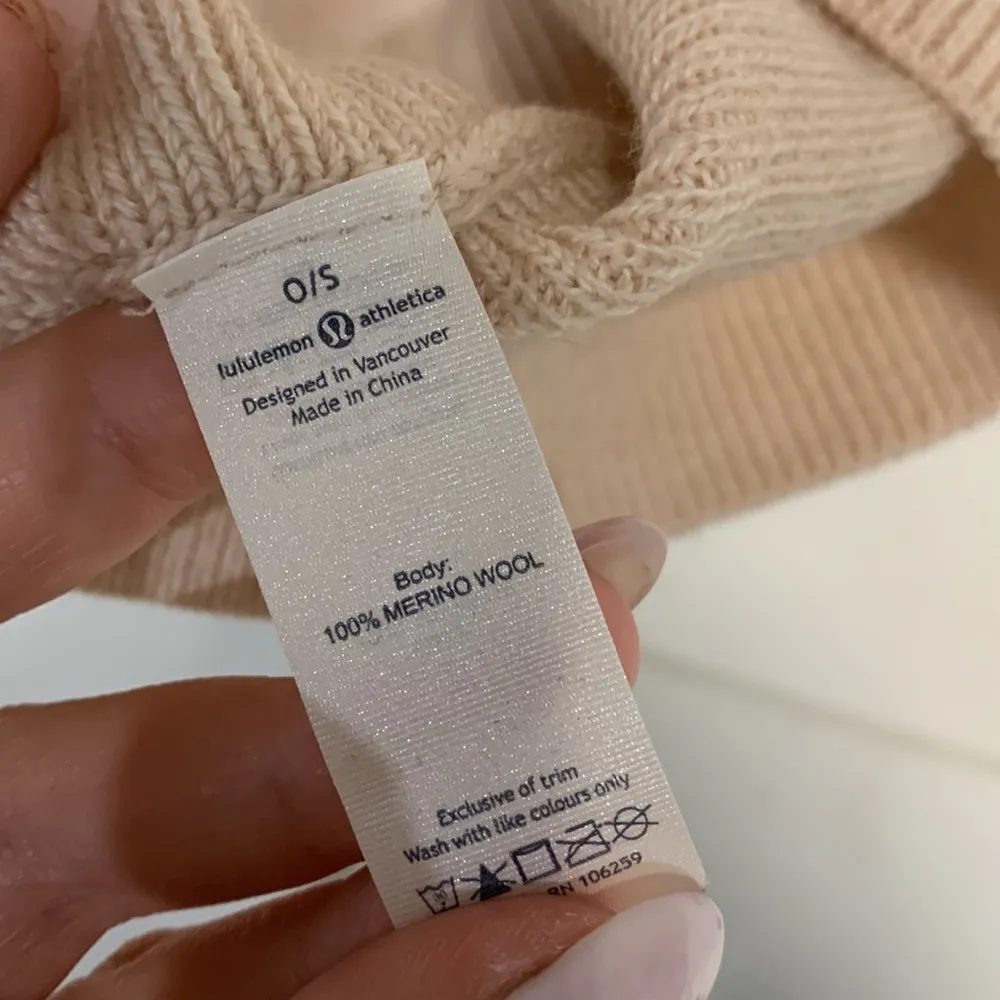 O/S
lululemon athletica
Designed in Vancouver
Made in China
Body:
100% MERINO WOOL
Exclusive of trim
Wash with like colours only
30
RN 106259